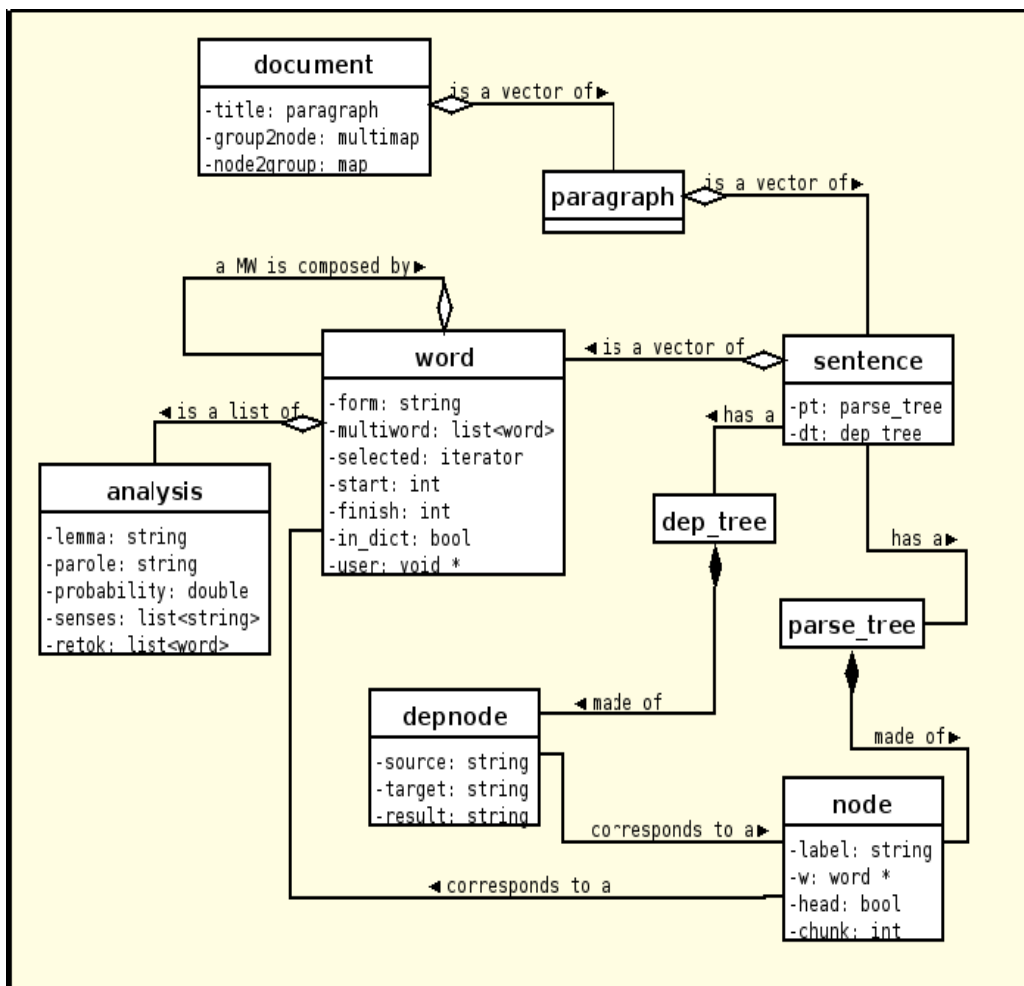 document
-title: paragraph
-group2node: multimap
-node2group: map
is a vector of▶
paragraph
is a vector of▶
a MW is composed by▶
word
-form: string
-multiword: list<word>
-selected: iterator
-start: int
-finish: int
-in_dict: bool
-user: void *
◀ is a vector of
sentence
-pt: parse_tree
-dt: dep_tree
◀ is a list of
analysis
-lemma: string
-parole: string
-probability: double
-senses: list<string>
-retok: list<word>
◀ has a
dep_tree
has a▶
parse_tree
◀ made of
depnode
-source: string
-target: string
-result: string
made of▶
node
-label: string
-w: word *
-head: bool
-chunk: int
corresponds to a▶
◀ corresponds to a